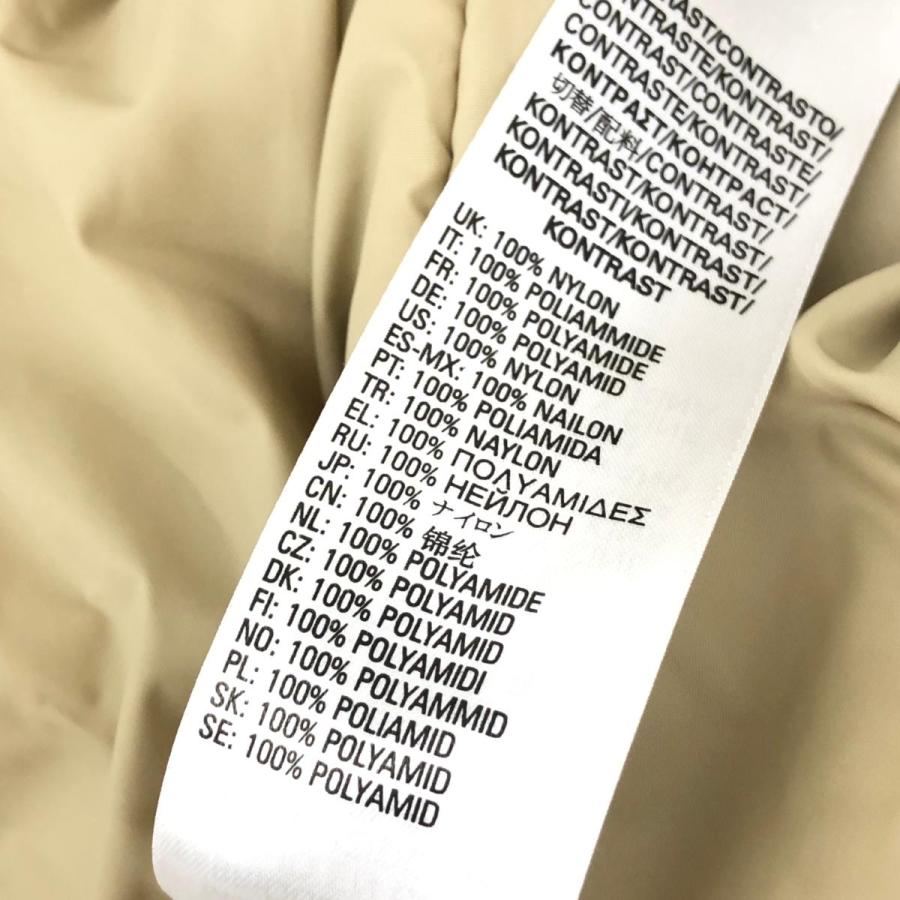 CONTRAST/CONTRASTO/
CONTRASTE/KONTRAST/
CONTRAST/CONTRASTE/
CONTRASTE/KONTRASTE/
ΚΟΝΤΡΑΣΤ/КОНТРАСТ/
切替/配料/CONTRAST/
KONTRAST/KONTRAST/
KONTRASTI/KONTRAST/
KONTRAST/KONTRAST/
KONTRAST
UK: 100% NYLON
IT: 100% POLIAMMIDE
FR: 100% POLYAMIDE
DE: 100% POLYAMID
US: 100% NYLON
ES-MX: 100% NAILON
PT: 100% POLIAMIDA
TR: 100% NAYLON
EL: 100% ΠΟΛΥΑΜΙΔΕΣ
RU: 100% НЕЙЛОН
JP: 100% ナイロン
CN: 100% 锦纶
NL: 100% POLYAMIDE
CZ: 100% POLYAMID
DK: 100% POLYAMID
FI: 100% POLYAMIDI
NO: 100% POLYAMMID
PL: 100% POLIAMID
SK: 100% POLYAMID
SE: 100% POLYAMID